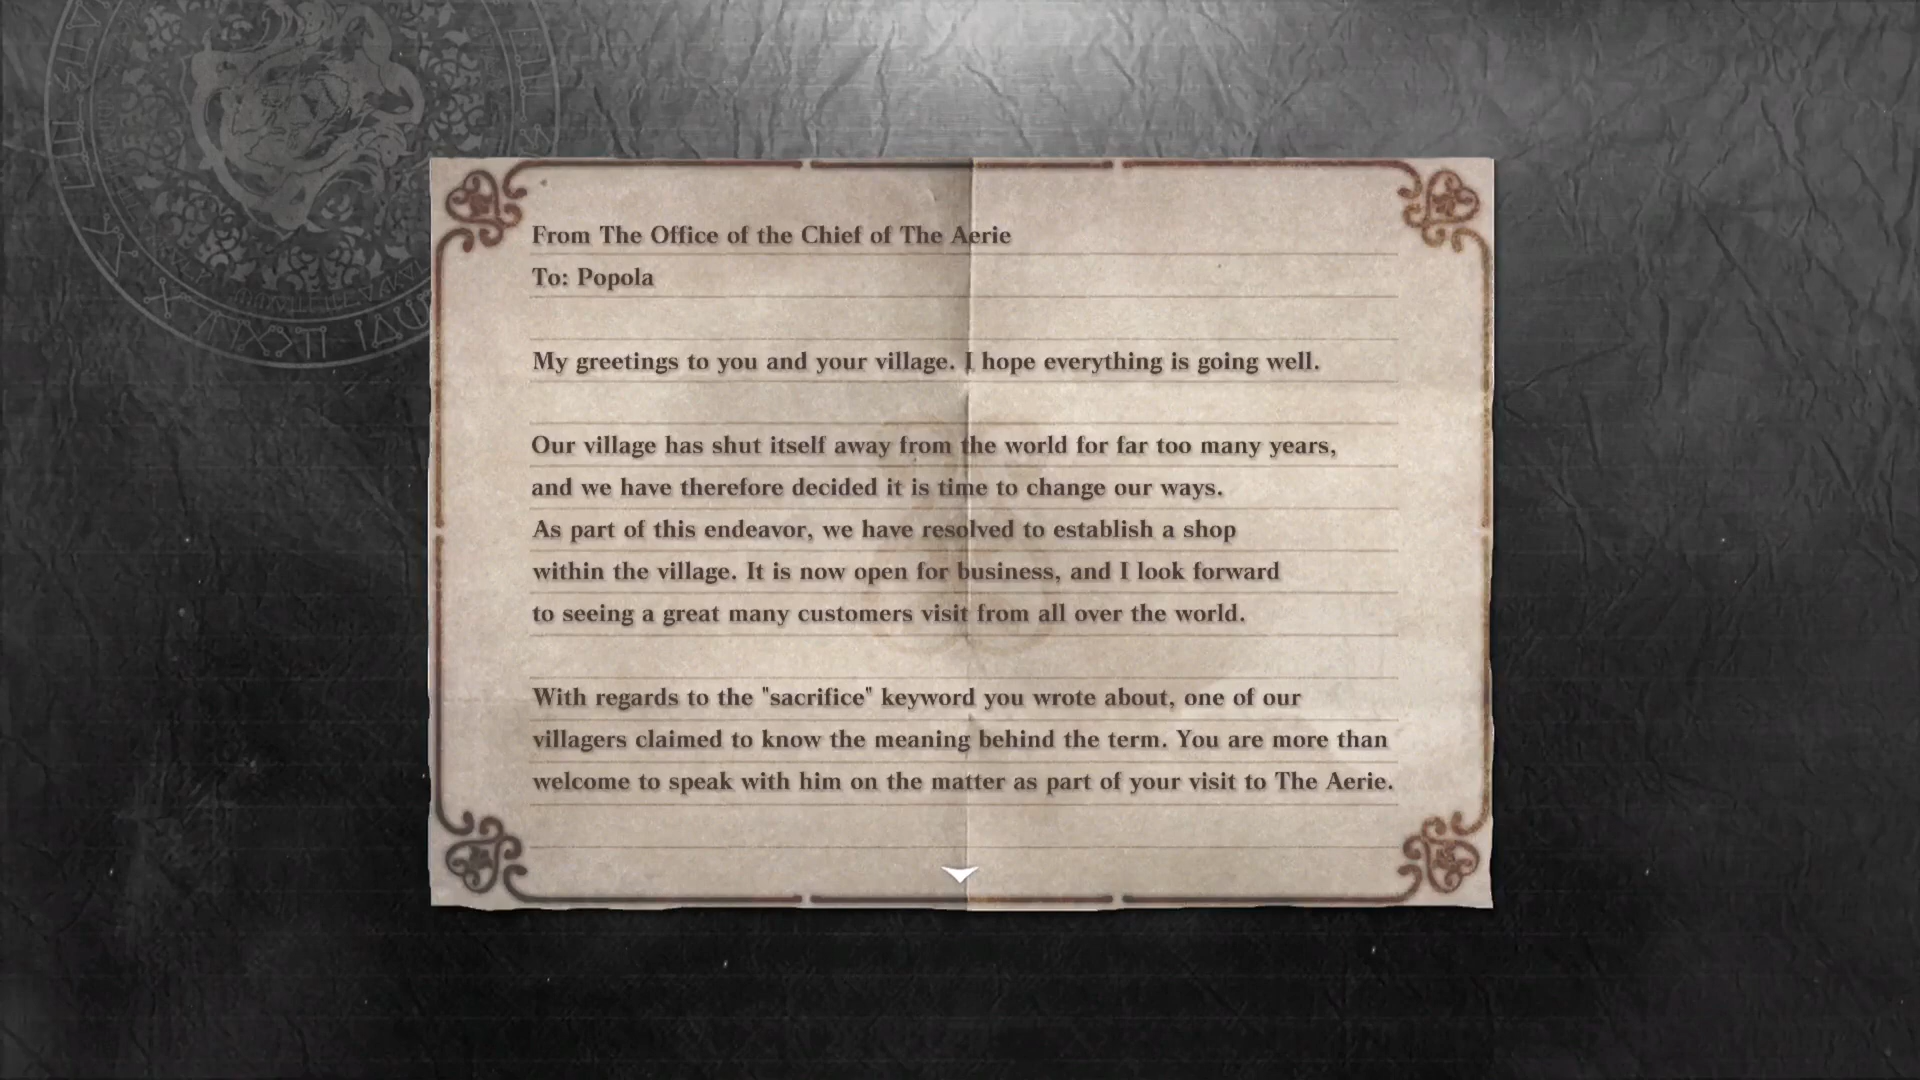 From The Office of the Chief of The Aerie
To: Popola
My greetings to you and your village. I hope everything is going well.
Our village has shut itself away from the world for far too many years,
and we have therefore decided it is time to change our ways.
As part of this endeavor, we have resolved to establish a shop
within the village. It is now open for business, and I look forward
to seeing a great many customers visit from all over the world.
With regards to the "sacrifice" keyword you wrote about, one of our
villagers claimed to know the meaning behind the term. You are more than
welcome to speak with him on the matter as part of your visit to The Aerie.